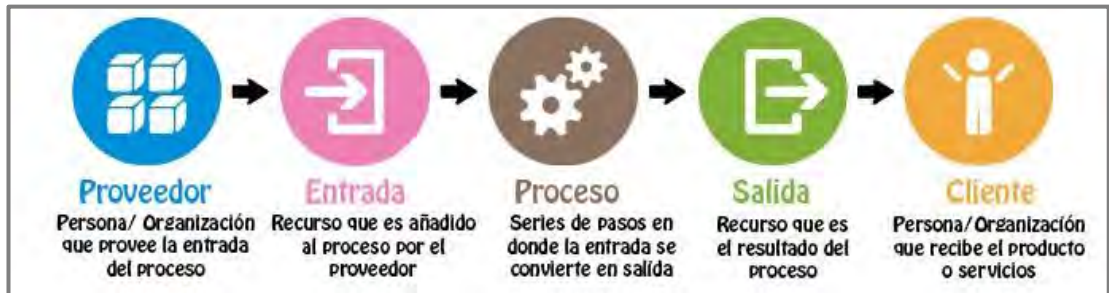 Proveedor
Persona/ Organización
que provee la entrada
del proceso
Entrada
Recurso que es añadido
al proceso por el
proveedor
Proceso
Series de pasos en
donde la entrada se
convierte en salida
Salida
Recurso que es
el resultado del
proceso
Cliente
Persona/Organización
que recibe el producto
o servicios